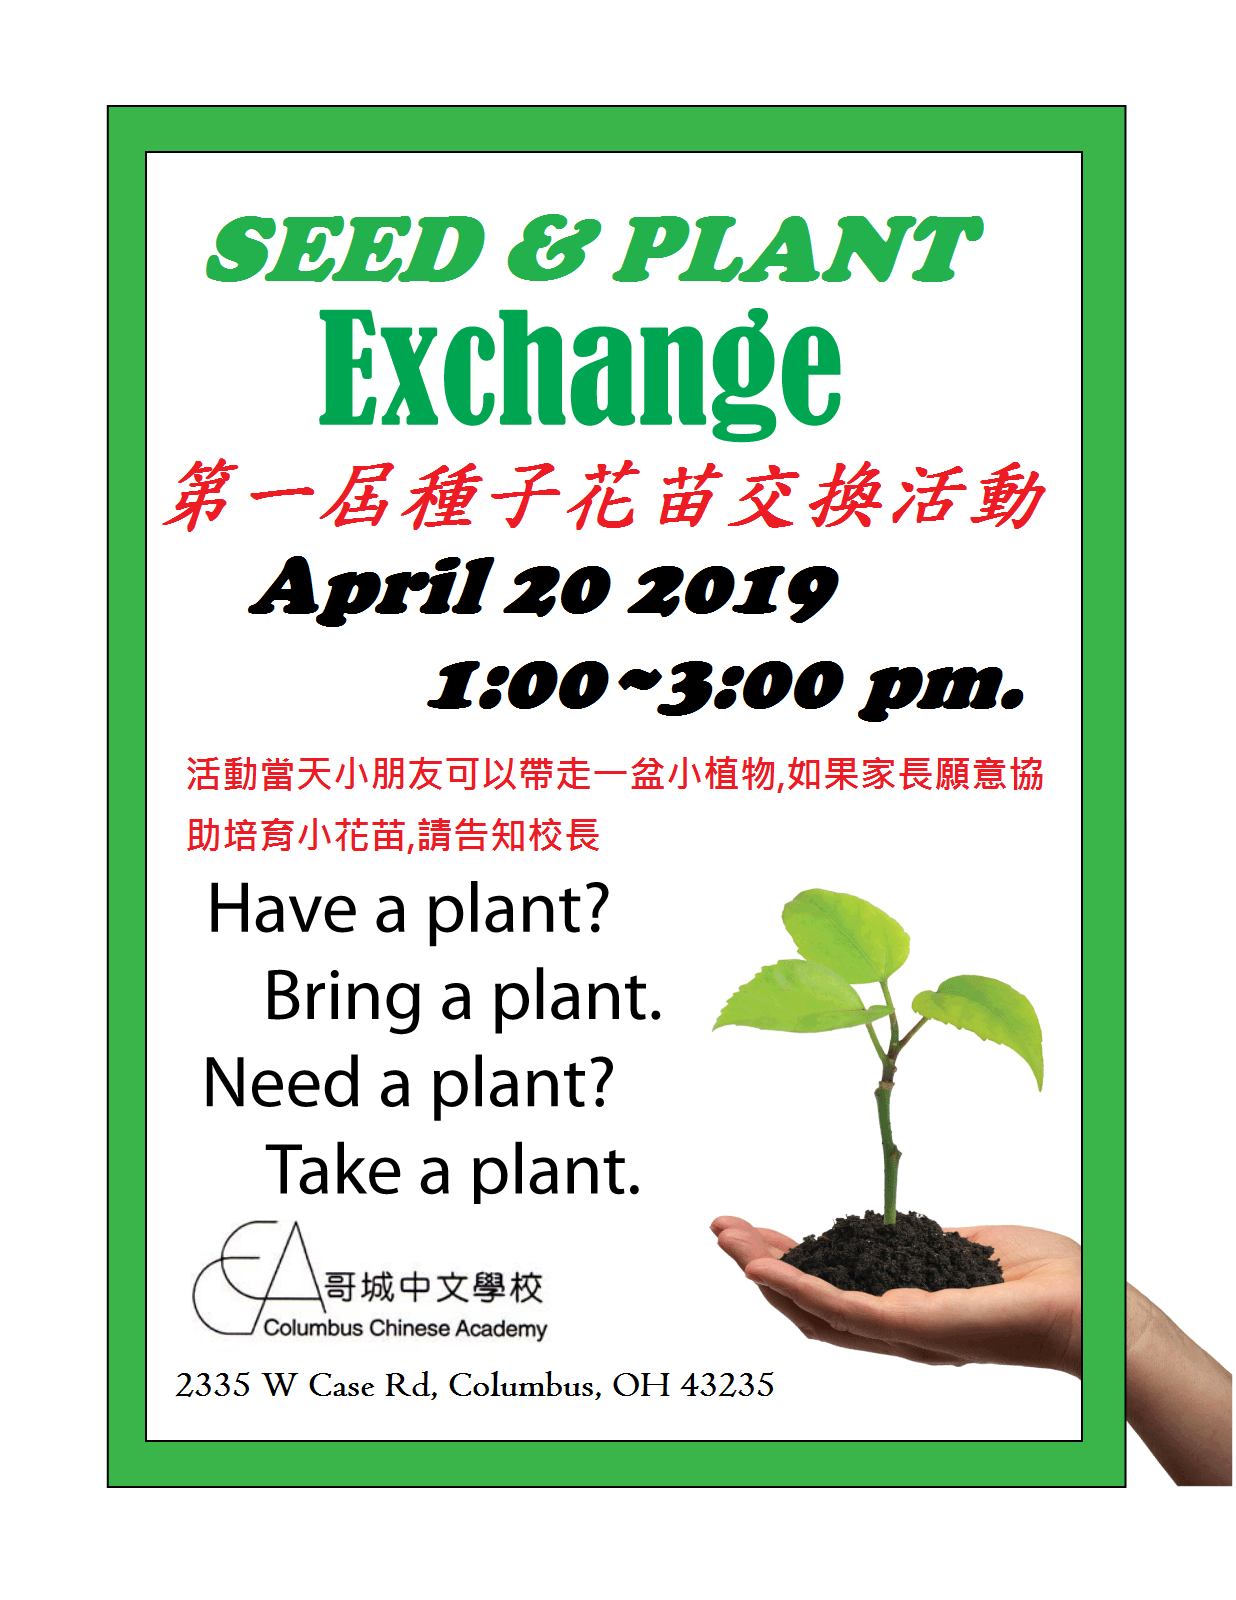 SEED & PLANT
Exchange
第一屆種子花苗交換活動
April 20 2019
1:00~3:00 pm.
活動當天小朋友可以帶走一盆小植物,如果家長願意協
助培育小花苗,請告知校長
Have a plant?
Bring a plant.
Need a plant?
Take a plant.
CCA哥城中文學校
Columbus Chinese Academy
2335 W Case Rd, Columbus, OH 43235